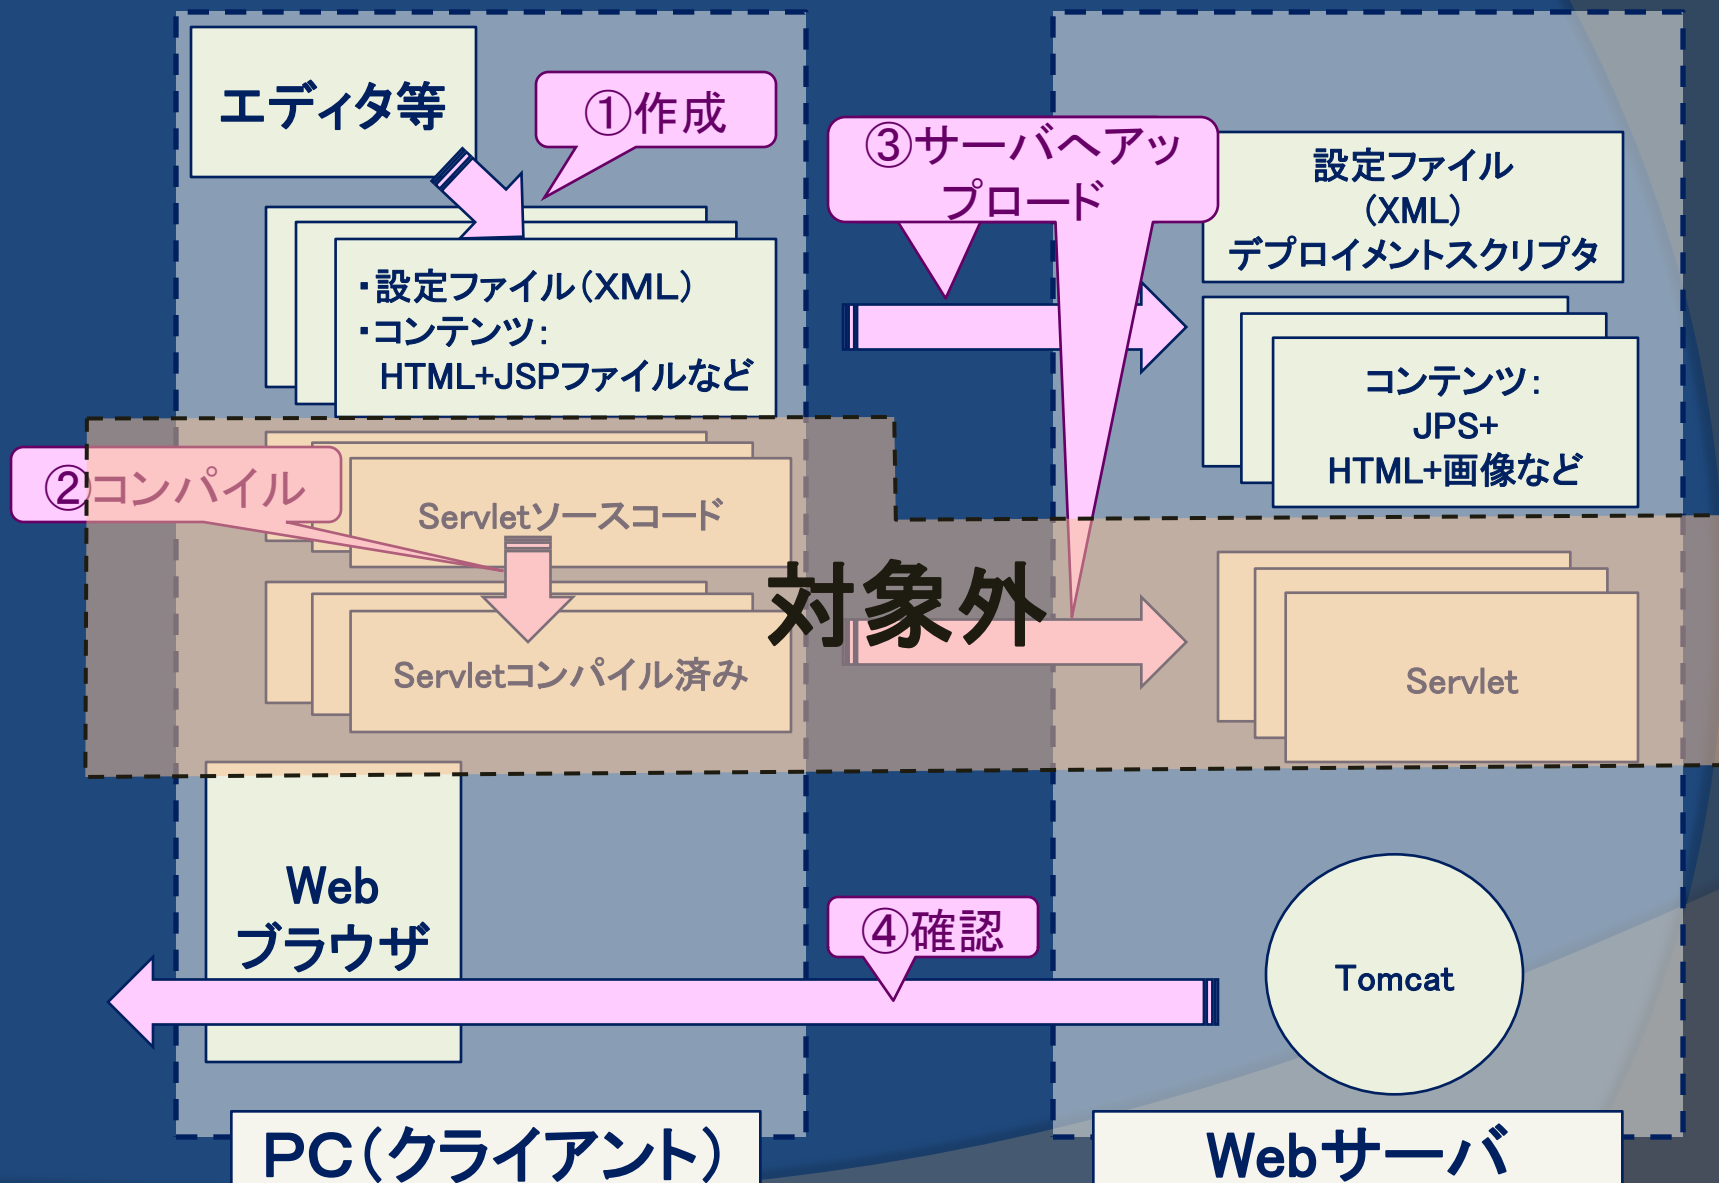 エディタ等
①作成
・設定ファイル(XML)
・コンテンツ:
HTML+JSPファイルなど
②コンパイル
Servletソースコード
Servletコンパイル済み
対象外
③サーバへアッ
プロード
設定ファイル
(XML)
デプロイメントスクリプタ
コンテンツ:
JPS+
HTML+画像など
Servlet
Web
ブラウザ
④確認
Tomcat
PC(クライアント)
Webサーバ